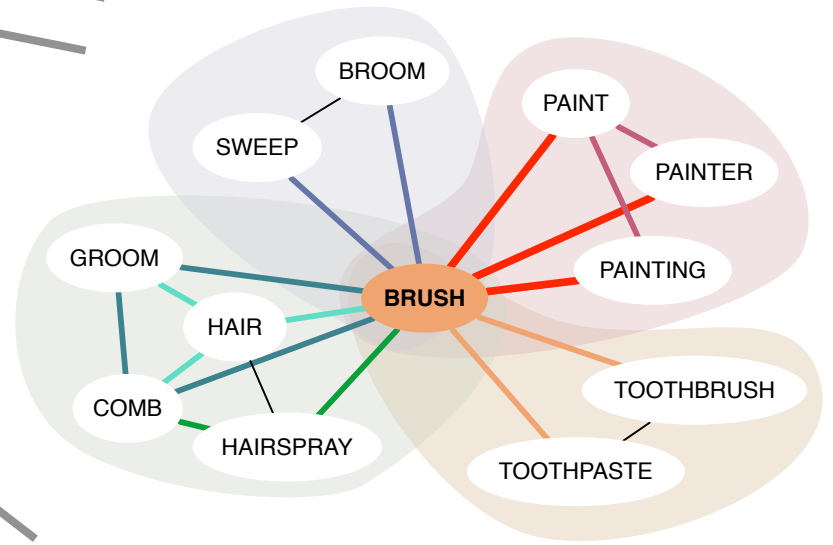 BROOM
PAINT
SWEEP
PAINTER
GROOM
PAINTING
BRUSH
HAIR
TOOTHBRUSH
COMB
HAIRSPRAY
TOOTHPASTE